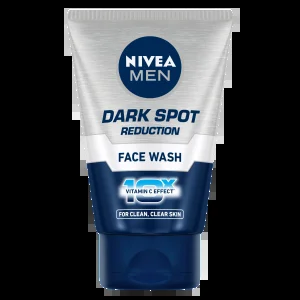 NIVEA
MEN
DARK SPOT
REDUCTION
FACE WASH
10X
VITAMIN C EFFECT*
FOR CLEAN, CLEAR SKIN